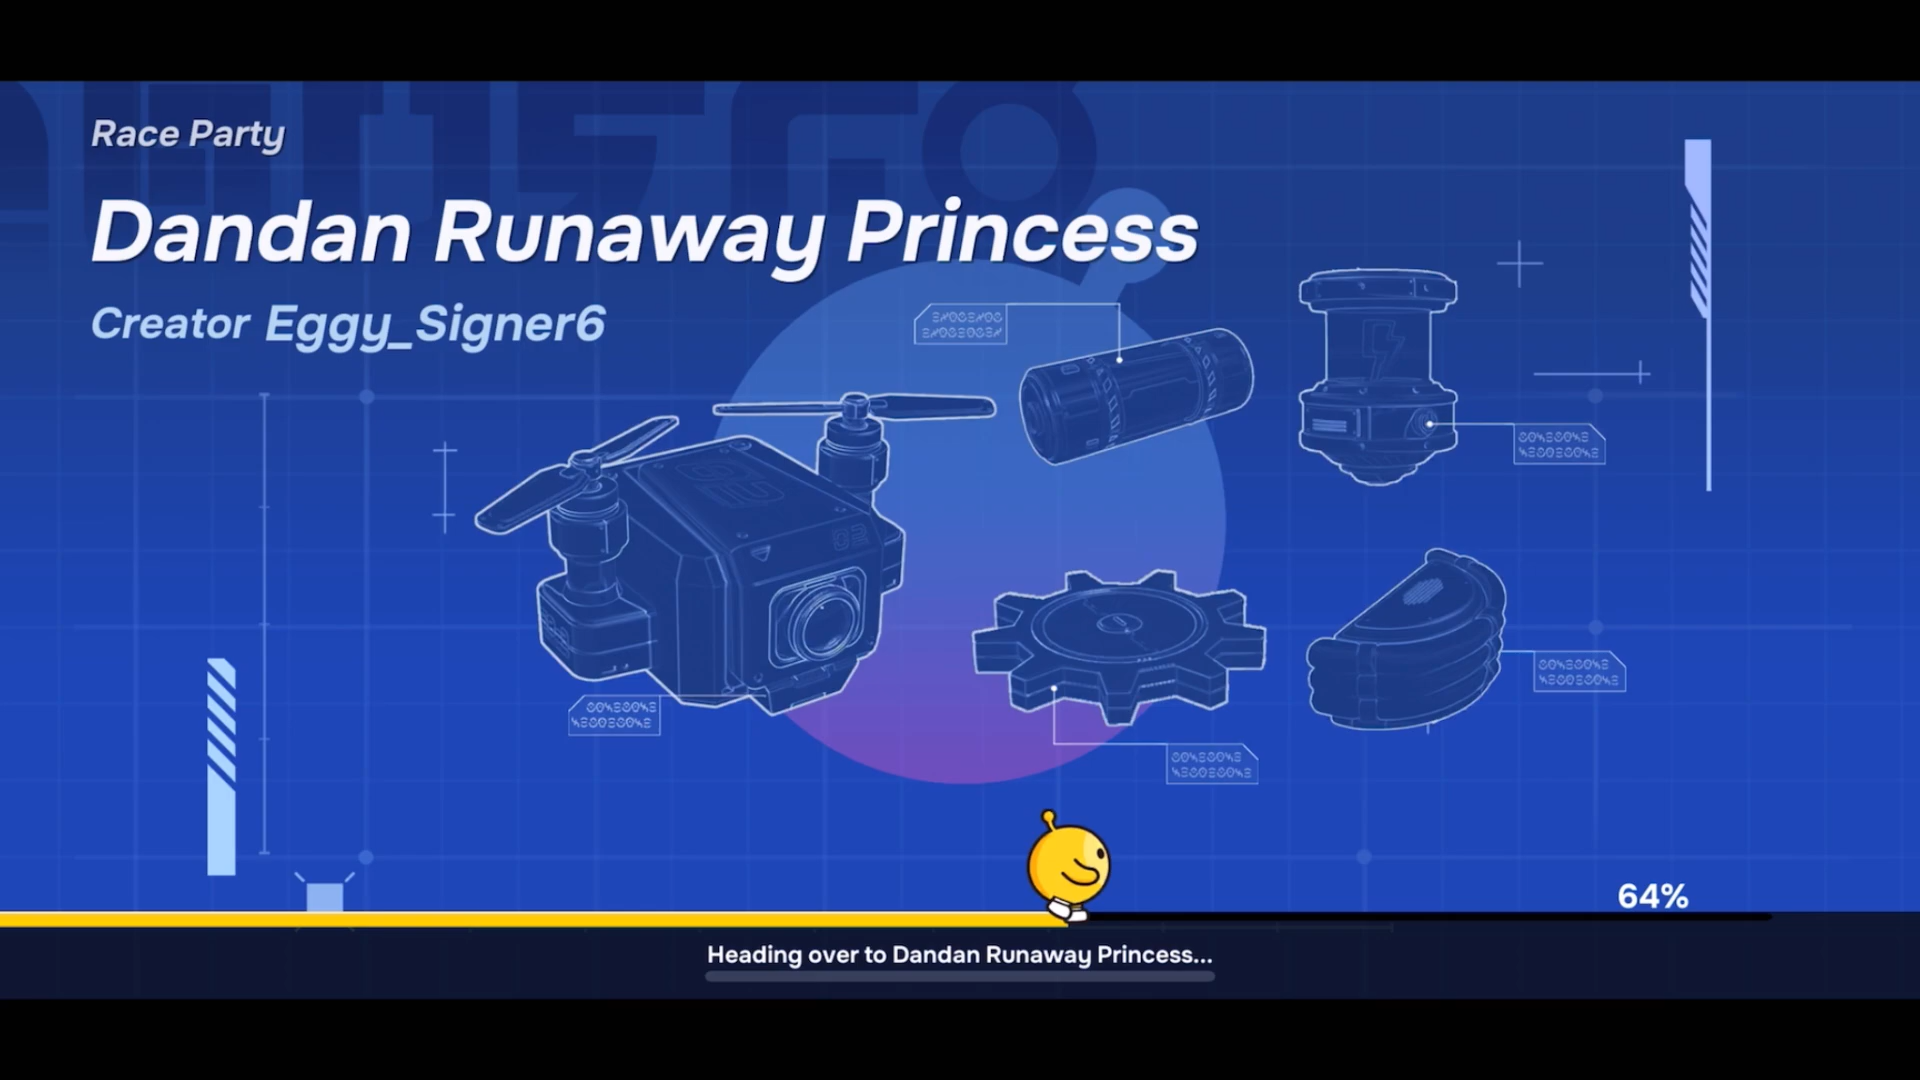 Race Party
Dandan Runaway Princess
Creator Eggy_Signer6
64%
Heading over to Dandan Runaway Princess...